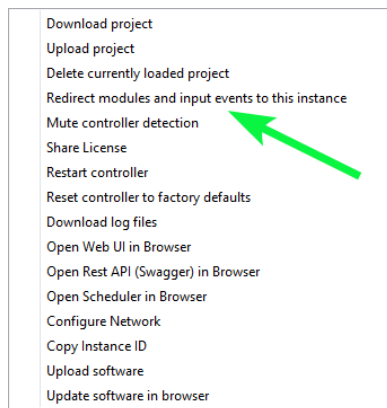 Download project
Upload project
Delete currently loaded project
Redirect modules and input events to this instance
Mute controller detection
Share License
Restart controller
Reset controller to factory defaults
Download log files
Open Web UI in Browser
Open Rest API (Swagger) in Browser
Open Scheduler in Browser
Configure Network
Copy Instance ID
Upload software
Update software in browser